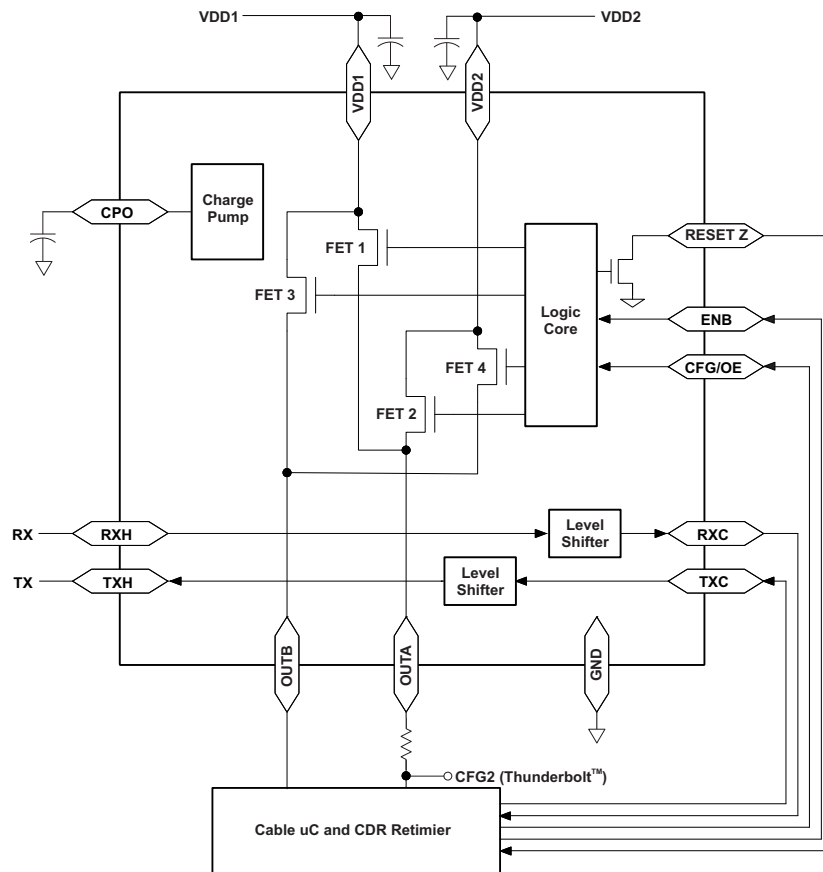 VDD1
VDD2
VDD1
VDD2
CPO
Charge
Pump
FET 1
FET 3
FET 4
FET 2
Logic
Core
RESET Z
ENB
CFG/OE
RX
RXH
Level
Shifter
RXC
TX
TXH
Level
Shifter
TXC
OUTB
OUTA
GND
CFG2 (Thunderbolt™)
Cable uC and CDR Retimier